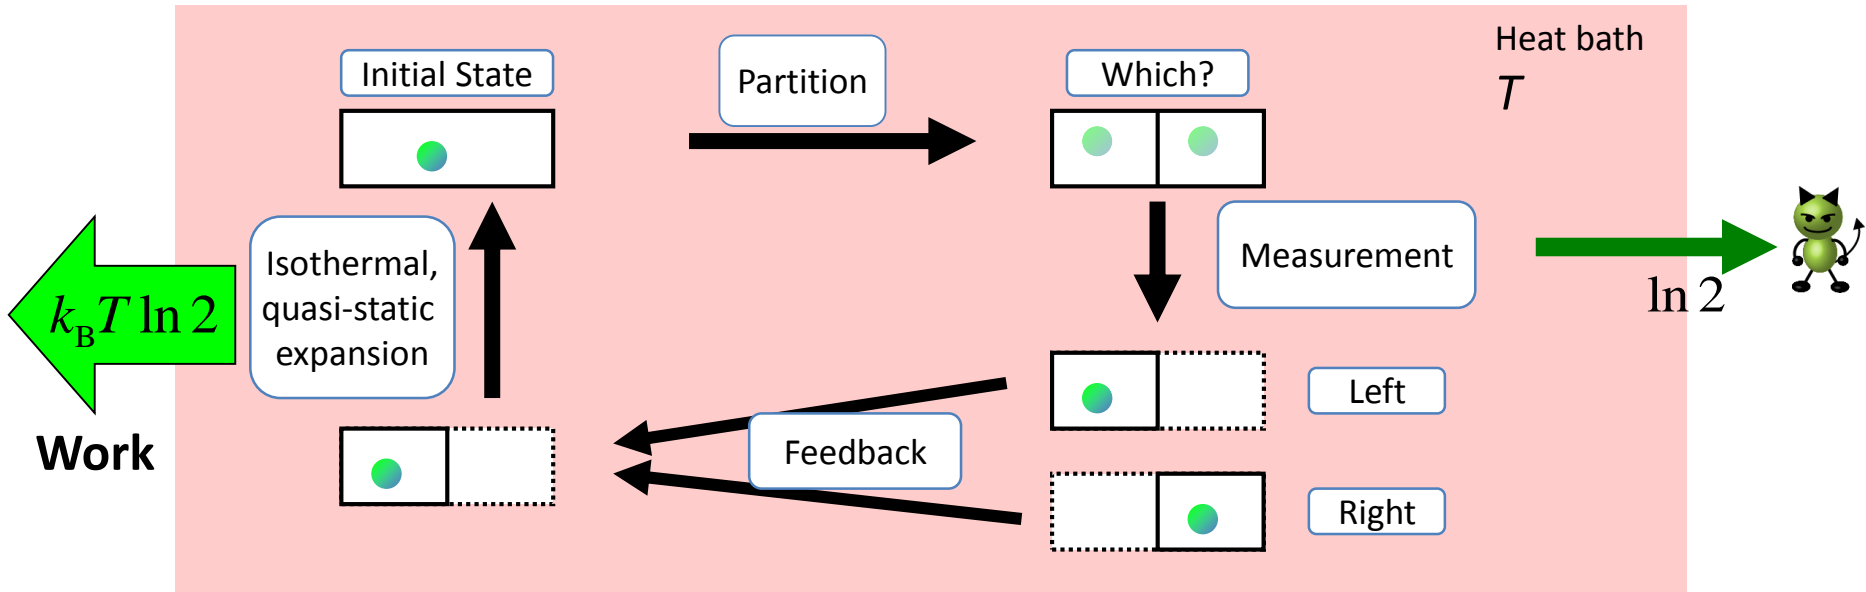 Initial State
Partition
Which?
Heat bath
T
Isothermal,
quasi-static
expansion
k_B T ln 2
Work
Measurement
ln 2
Left
Feedback
Right